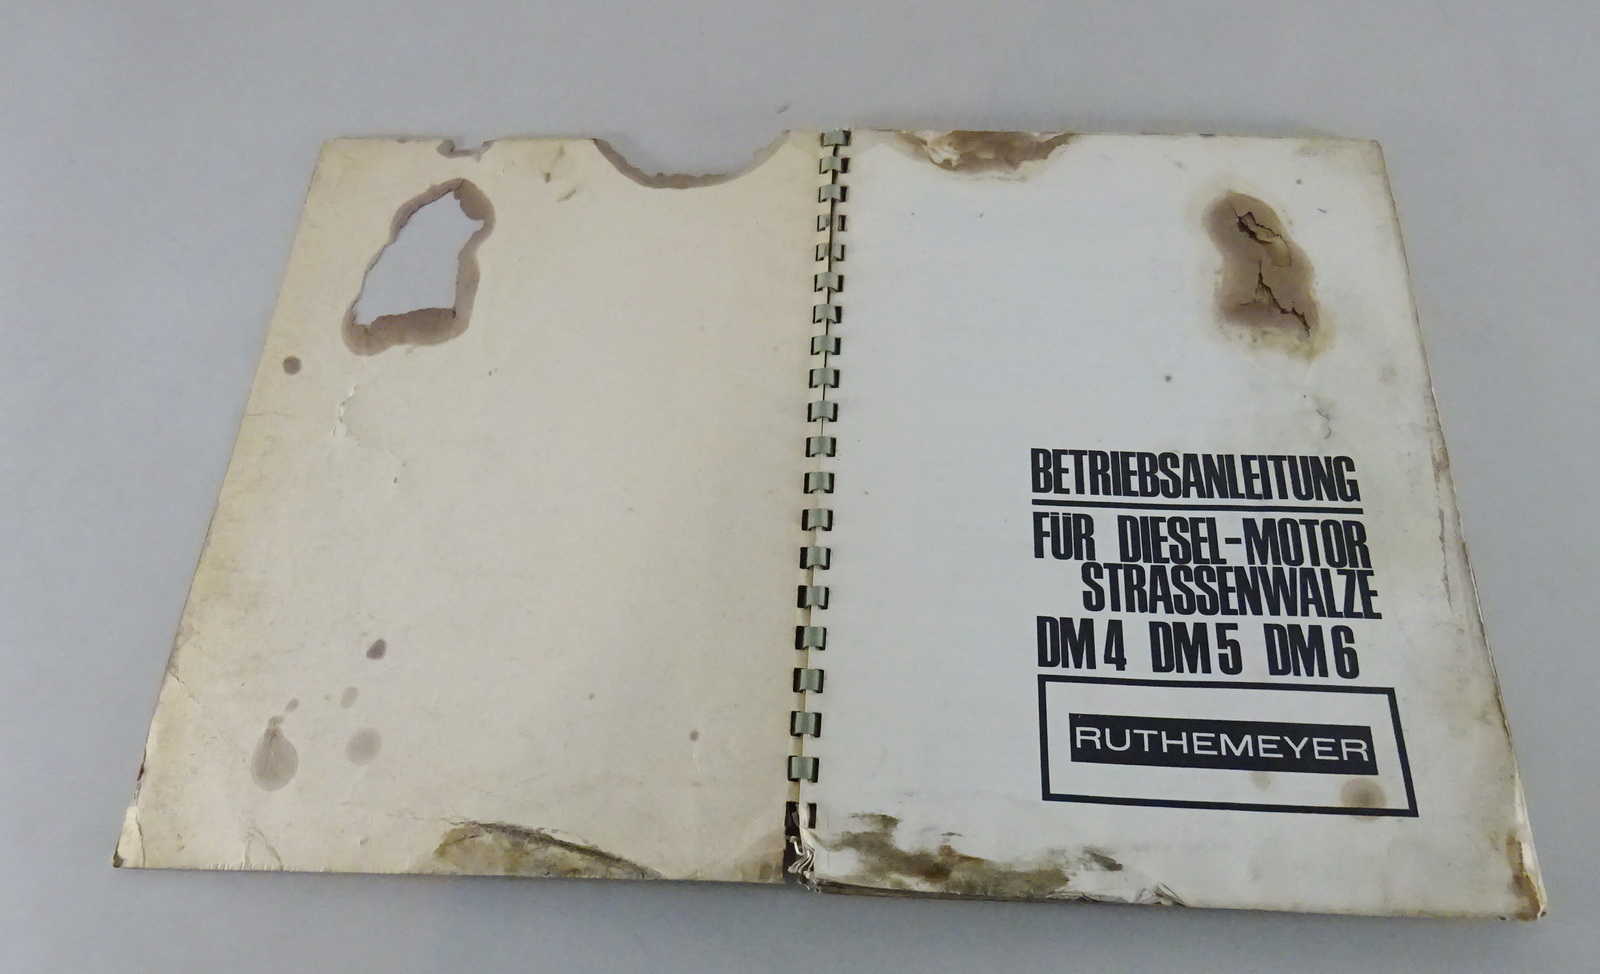 BETRIEBSANLEITUNG
FÜR DIESEL-MOTOR
STRASSENWALZE
DM 4 DM 5 DM 6
RUTHEMEYER